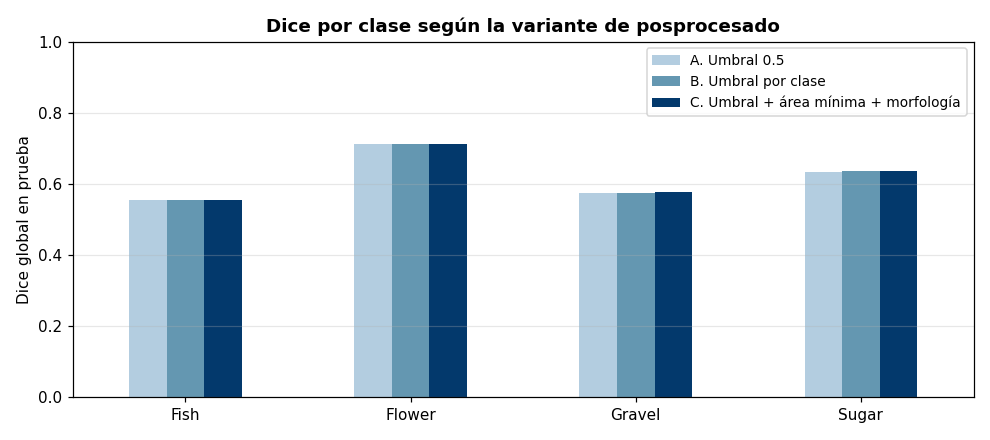 Dice por clase según la variante de posprocesado
A. Umbral 0.5
B. Umbral por clase
C. Umbral + área mínima + morfología
Dice global en prueba
1.0
0.8
0.6
0.4
0.2
0.0
Fish
Flower
Gravel
Sugar